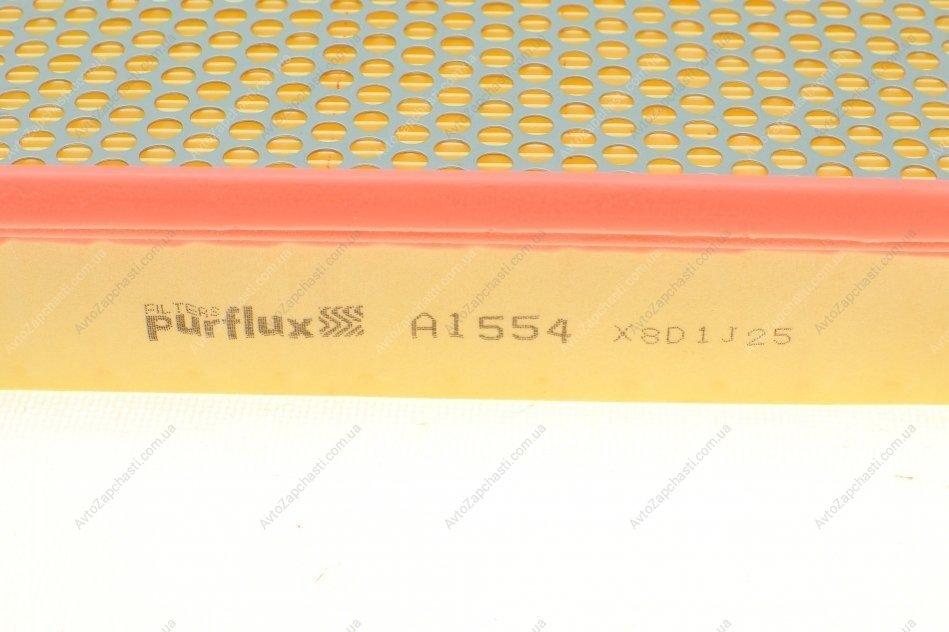 FILTERS
purflux A1554 X8D1J25
AvtoZapchasti.com.ua